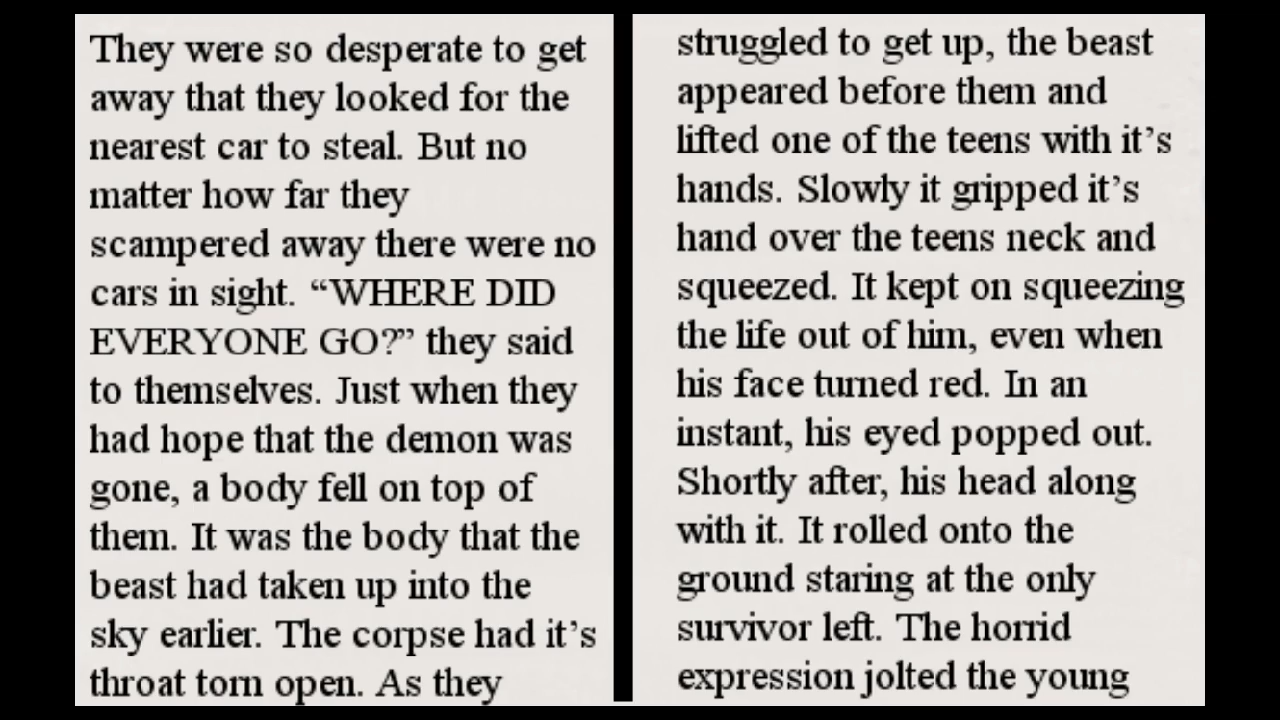 They were so desperate to get
away that they looked for the
nearest car to steal. But no
matter how far they
scampered away there were no
cars in sight. “WHERE DID
EVERYONE GO?” they said
to themselves. Just when they
had hope that the demon was
gone, a body fell on top of
them. It was the body that the
beast had taken up into the
sky earlier. The corpse had it’s
throat torn open. As they
struggled to get up, the beast
appeared before them and
lifted one of the teens with it’s
hands. Slowly it gripped it’s
hand over the teens neck and
squeezed. It kept on squeezing
the life out of him, even when
his face turned red. In an
instant, his eyed popped out.
Shortly after, his head along
with it. It rolled onto the
ground staring at the only
survivor left. The horrid
expression jolted the young